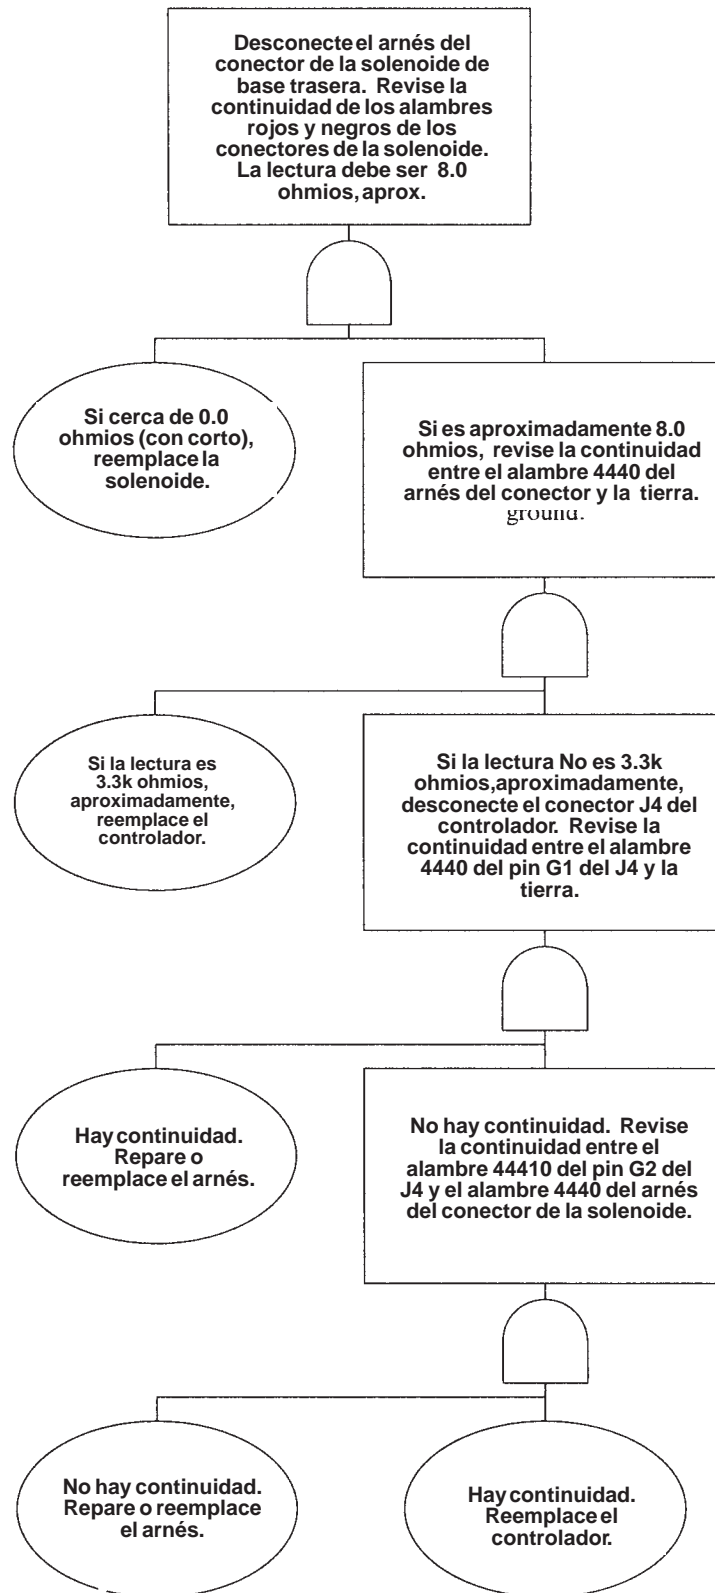 Desconecte el arnés del
conector de la solenoide de
base trasera. Revise la
continuidad de los alambres
rojos y negros de los
conectores de la solenoide.
La lectura debe ser 8.0
ohmios, aprox.
Si cerca de 0.0
ohmios (con corto),
reemplace la
solenoide.
Si es aproximadamente 8.0
ohmios, revise la continuidad
entre el alambre 4440 del
arnés del conector y la tierra.
ground.
Si la lectura es
3.3k ohmios,
aproximadamente,
reemplace el
controlador.
Si la lectura No es 3.3k
ohmios,aproximadamente,
desconecte el conector J4 del
controlador. Revise la
continuidad entre el alambre
4440 del pin G1 del J4 y la
tierra.
Hay continuidad.
Repare o
reemplace el arnés.
No hay continuidad. Revise
la continuidad entre el
alambre 44410 del pin G2 del
J4 y el alambre 4440 del arnés
del conector de la solenoide.
No hay continuidad.
Repare o reemplace
el arnés.
Hay continuidad.
Reemplace el
controlador.